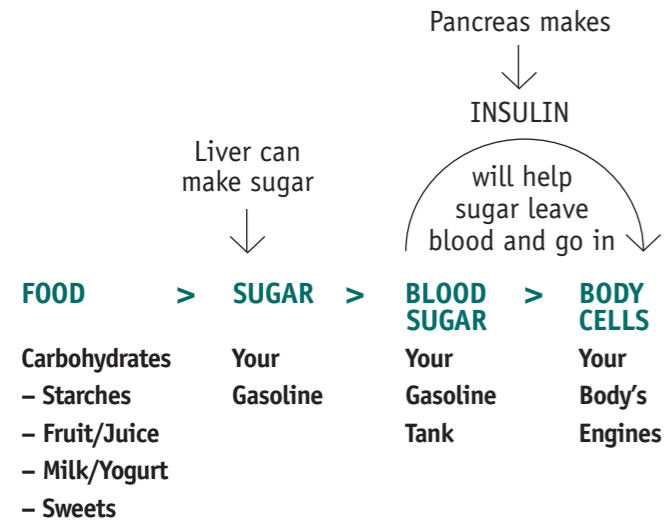 Pancreas makes
INSULIN
Liver can
make sugar
will help
sugar leave
blood and go in
FOOD > SUGAR > BLOOD SUGAR > BODY CELLS
Carbohydrates
– Starches
– Fruit/Juice
– Milk/Yogurt
– Sweets
Your
Gasoline
Your
Gasoline
Tank
Your
Body’s
Engines